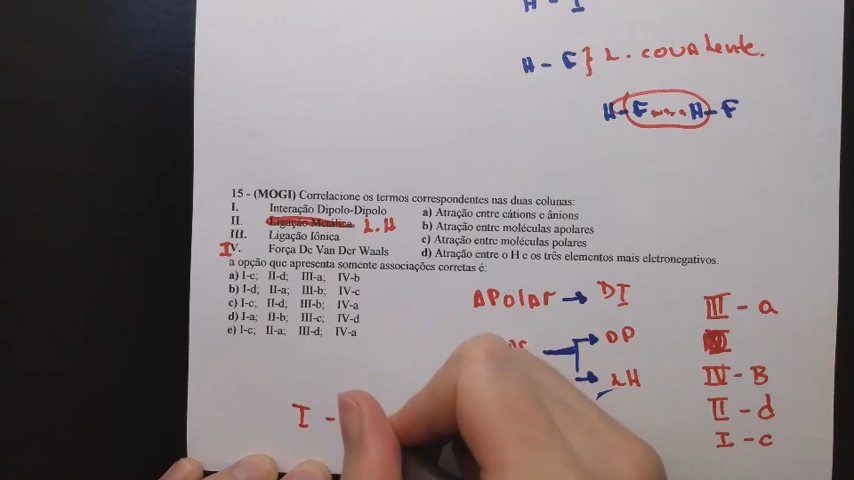 H - I
H - F } L. COVALENTE.
H - F H - F
15 - (MOGI) Correlacione os termos correspondentes nas duas colunas:
I. Interação Dipolo-Dipolo a) Atração entre cátions e ânions
II. Ligação Metálica L.H b) Atração entre moléculas apolares
III. Ligação Iônica c) Atração entre moléculas polares
IV. Força De Van Der Waals d) Atração entre o H e os três elementos mais eletronegativos.
a opção que apresenta somente associações corretas é:
a) I-c; II-d; III-a; IV-b
b) I-d; II-a; III-b; IV-c
c) I-c; II-d; III-b; IV-a
d) I-a; II-b; III-c; IV-d
e) I-c; II-a; III-d; IV-a
APOLAR → DI
→ DP
→ LH
III - a
IV - B
II - d
I - c
I -